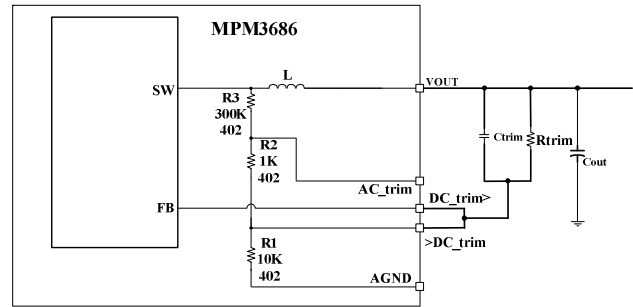 MPM3686
SW
L
VOUT
R3
300K
402
Ctrim
Rtrim
Cout
R2
1K
402
AC_trim
FB
DC_trim>
>DC_trim
R1
10K
402
AGND